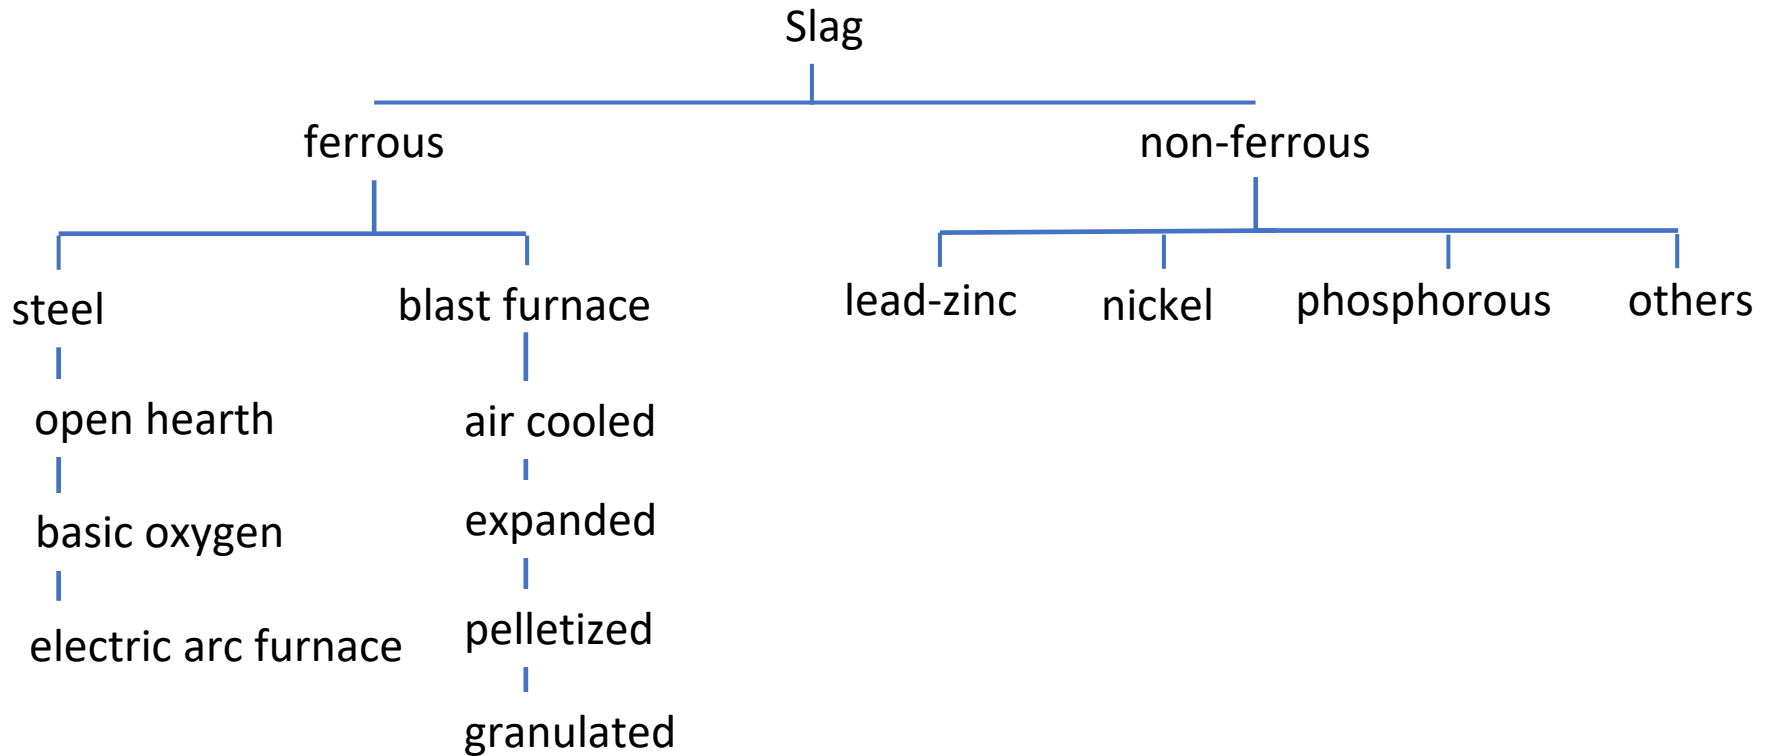 Slag
ferrous
non-ferrous
steel
blast furnace
lead-zinc
nickel
phosphorous
others
open hearth
air cooled
basic oxygen
expanded
electric arc furnace
pelletized
granulated